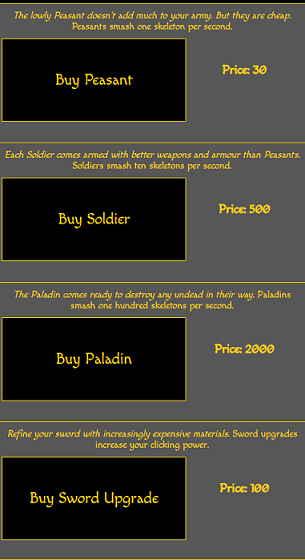 The lowly Peasant doesn't add much to your army. But they are cheap.
Peasants smash one skeleton per second.
Buy Peasant
Price: 30
Each Soldier comes armed with better weapons and armour than Peasants.
Soldiers smash ten skeletons per second.
Buy Soldier
Price: 500
The Paladin comes ready to destroy any undead in their way. Paladins
smash one hundred skeletons per second.
Buy Paladin
Price: 2000
Refine your sword with increasingly expensive materials. Sword upgrades
increase your clicking power.
Buy Sword Upgrade
Price: 100